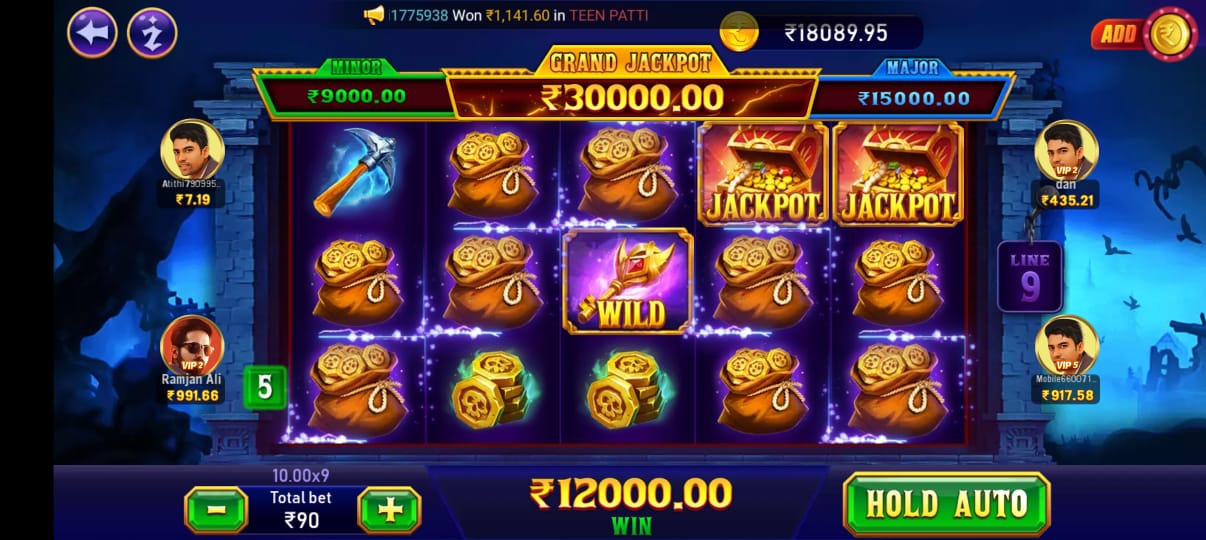 1775938 Won ₹1,141.60 in TEEN PATTI
₹18089.95
ADD
MINOR
₹9000.00
GRAND JACKPOT
₹30000.00
MAJOR
₹15000.00
Atithi790995...
₹7.19
JACKPOT
JACKPOT
VIP 2
dan
₹435.21
WILD
LINE
9
VIP 2
Ramjan Ali
₹991.66
5
VIP 5
Mobile660071...
₹917.58
10.00x9
Total bet
₹90
-
+
₹12000.00
WIN
HOLD AUTO